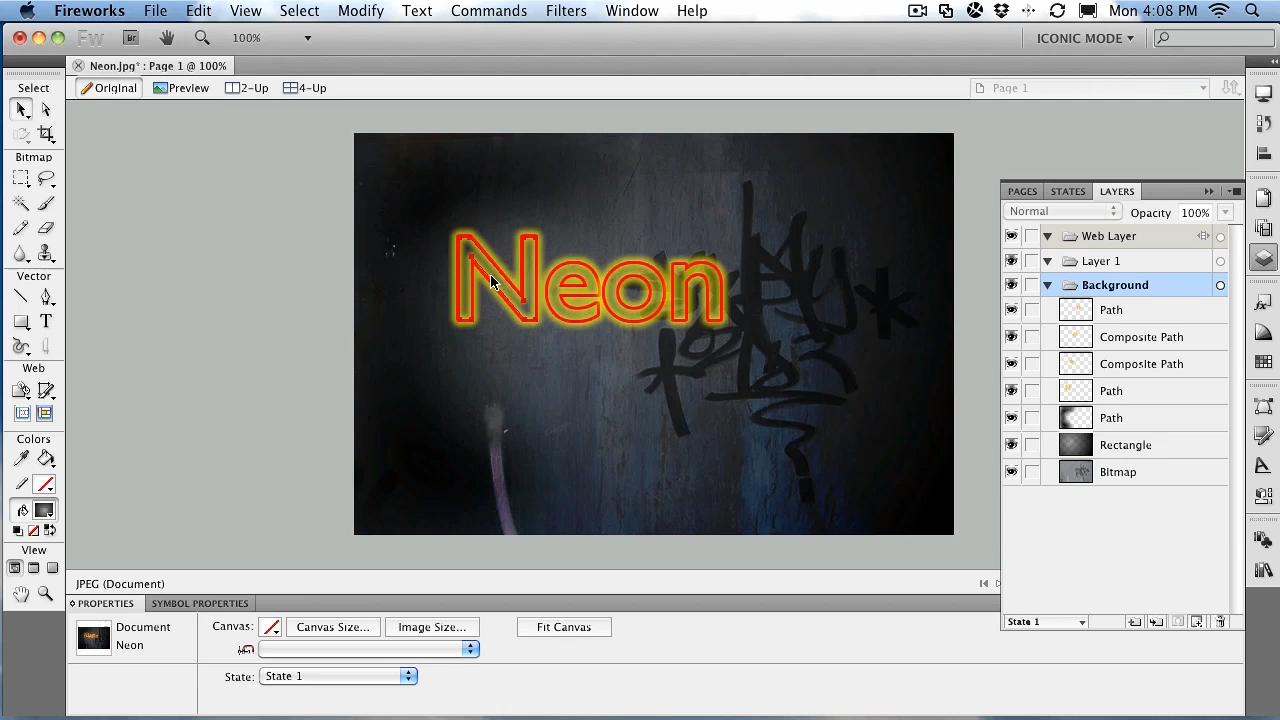 Fireworks File Edit View Select Modify Text Commands Filters Window Help Mon 4:08 PM
Fw Br 100% ICONIC MODE
Neon.jpg* : Page 1 @ 100%
Original Preview 2-Up 4-Up Page 1
Select
Bitmap
Vector
T
Web
Colors
View
Neon
PAGES STATES LAYERS
Normal Opacity 100%
Web Layer
Layer 1
Background
Path
Composite Path
Composite Path
Path
Path
Rectangle
Bitmap
State 1
JPEG (Document)
PROPERTIES SYMBOL PROPERTIES
Document
Neon
Canvas: Canvas Size... Image Size... Fit Canvas
State: State 1